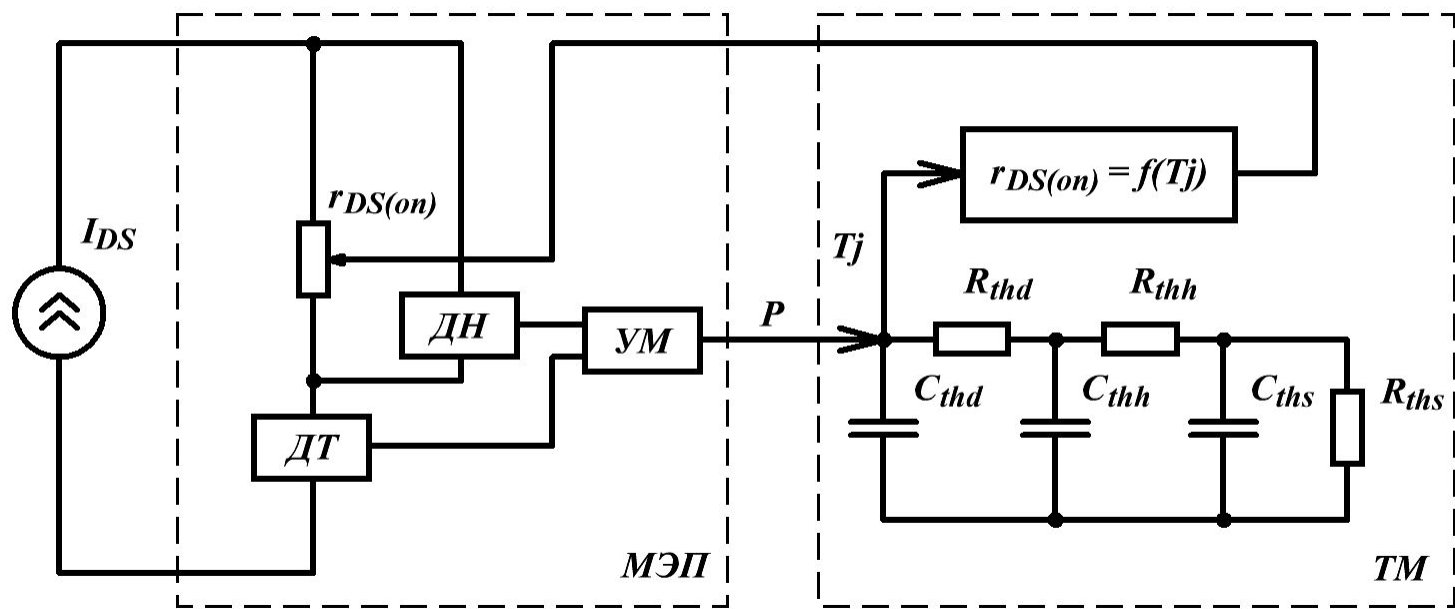 I_DS
r_DS(on)
ДН
УМ
ДТ
МЭП
P
Tj
r_DS(on) = f(Tj)
R_thd
R_thh
C_thd
C_thh
C_ths
R_ths
ТМ